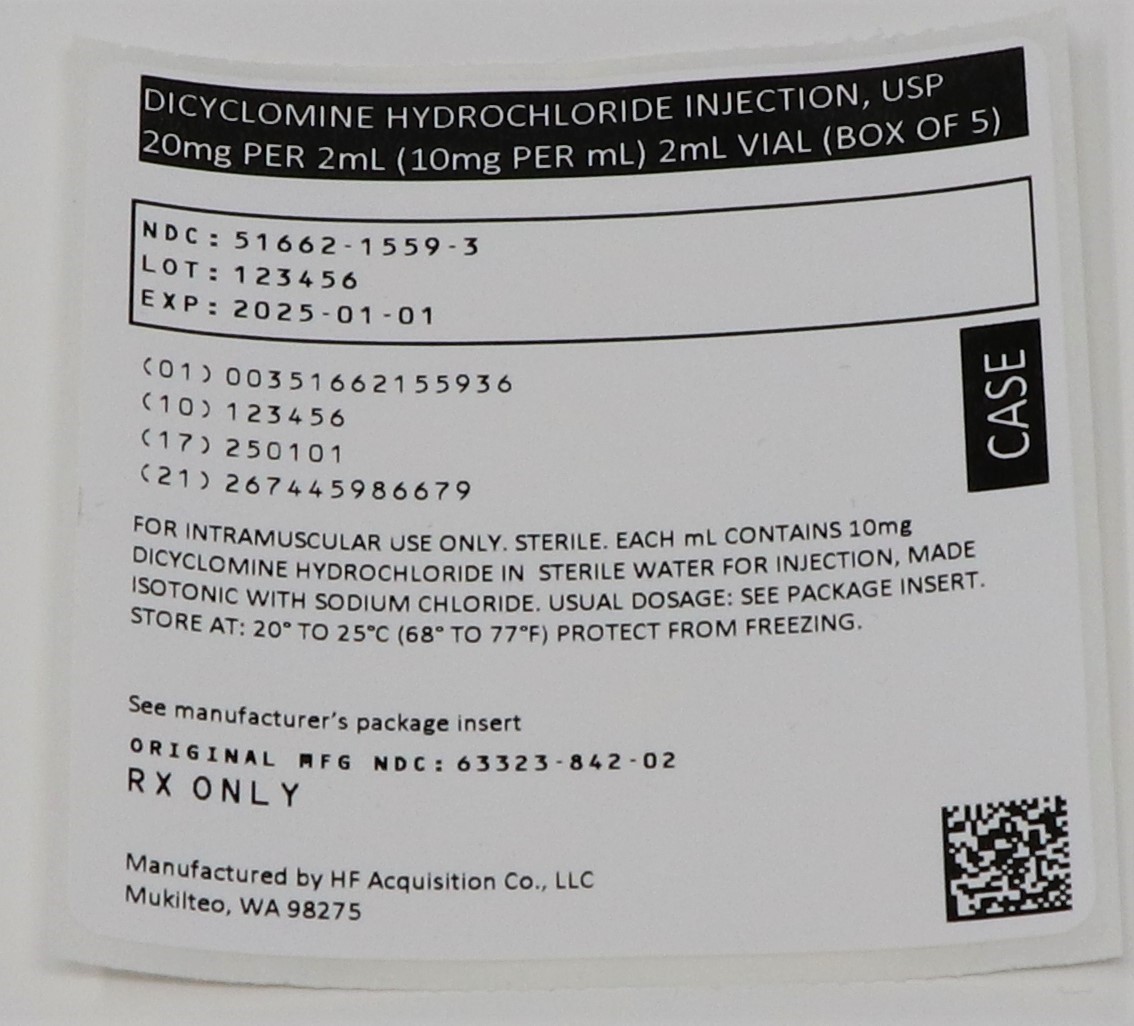 DICYCLOMINE HYDROCHLORIDE INJECTION, USP
20mg PER 2mL (10mg PER mL) 2mL VIAL (BOX OF 5)
NDC: 51662-1559-3
LOT: 123456
EXP: 2025-01-01
(01) 00351662155936
(10) 123456
(17) 250101
(21) 267445986679
CASE
FOR INTRAMUSCULAR USE ONLY. STERILE. EACH mL CONTAINS 10mg
DICYCLOMINE HYDROCHLORIDE IN STERILE WATER FOR INJECTION, MADE
ISOTONIC WITH SODIUM CHLORIDE. USUAL DOSAGE: SEE PACKAGE INSERT.
STORE AT: 20° TO 25°C (68° TO 77°F) PROTECT FROM FREEZING.
See manufacturer's package insert
ORIGINAL MFG NDC: 63323-842-02
RX ONLY
Manufactured by HF Acquisition Co., LLC
Mukilteo, WA 98275